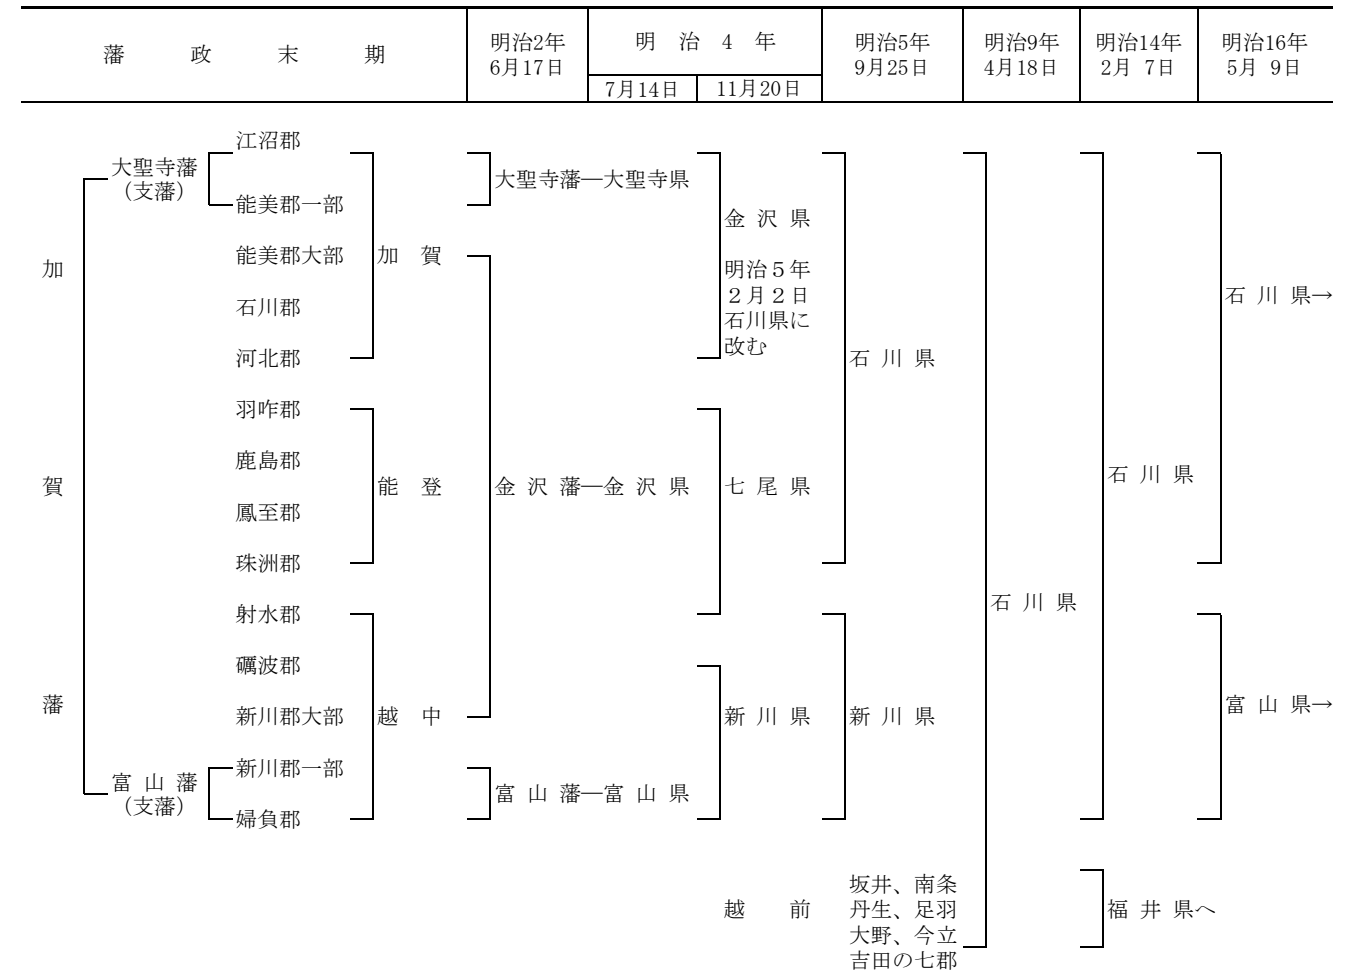 藩 政 末 期
明治2年
6月17日
明 治 4 年
7月14日
11月20日
明治5年
9月25日
明治9年
4月18日
明治14年
2月 7日
明治16年
5月 9日
加
賀
藩
大聖寺藩
（支藩）
富 山 藩
（支藩）
江沼郡
能美郡一部
能美郡大部
石川郡
河北郡
羽咋郡
鹿島郡
鳳至郡
珠洲郡
射水郡
礪波郡
新川郡大部
新川郡一部
婦負郡
加 賀
能 登
越 中
大聖寺藩―大聖寺県
金 沢 藩―金 沢 県
富 山 藩―富 山 県
金 沢 県
明治５年
２月２日
石川県に
改む
七 尾 県
新 川 県
越 前
石 川 県
新 川 県
坂井、南条
丹生、足羽
大野、今立
吉田の七郡
石 川 県
石 川 県
福 井 県へ
石 川 県→
富 山 県→